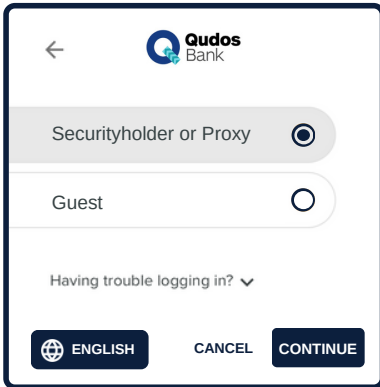 Qudos
Bank
Securityholder or Proxy
Guest
Having trouble logging in?
ENGLISH CANCEL CONTINUE